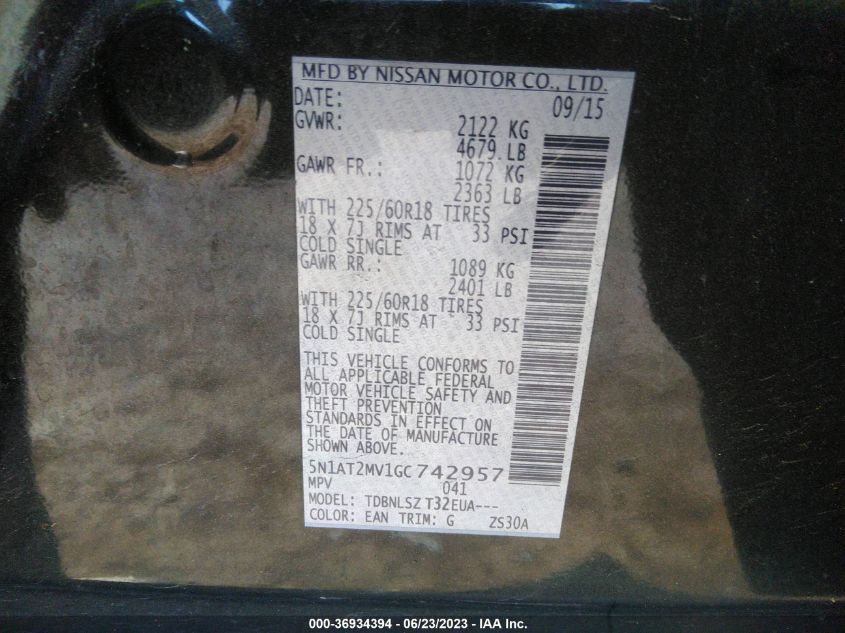 MFD BY NISSAN MOTOR CO., LTD.
DATE: 09/15
GVWR: 2122 KG
4679 LB
GAWR FR.: 1072 KG
2363 LB
WITH 225/60R18 TIRES
18 X 7J RIMS AT 33 PSI
COLD SINGLE
GAWR RR.: 1089 KG
2401 LB
WITH 225/60R18 TIRES
18 X 7J RIMS AT 33 PSI
COLD SINGLE
THIS VEHICLE CONFORMS TO
ALL APPLICABLE FEDERAL
MOTOR VEHICLE SAFETY AND
THEFT PREVENTION
STANDARDS IN EFFECT ON
THE DATE OF MANUFACTURE
SHOWN ABOVE.
5N1AT2MV1GC742957
MPV 041
MODEL: TDBNLSZ T32EUA---
COLOR: EAN TRIM: G ZS30A
000-36934394 - 06/23/2023 - IAA Inc.